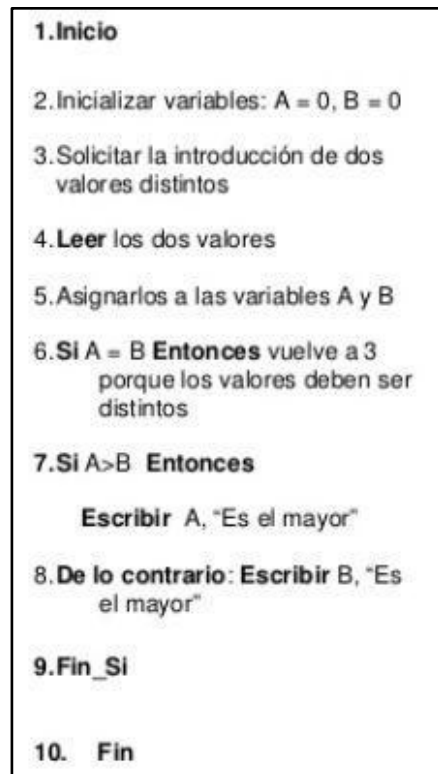 1.Inicio
2.Inicializar variables: A = 0, B = 0
3.Solicitar la introducción de dos
valores distintos
4.Leer los dos valores
5.Asignarlos a las variables A y B
6.Si A = B Entonces vuelve a 3
porque los valores deben ser
distintos
7.Si A>B Entonces
Escribir A, “Es el mayor”
8.De lo contrario: Escribir B, “Es
el mayor”
9.Fin_Si
10. Fin